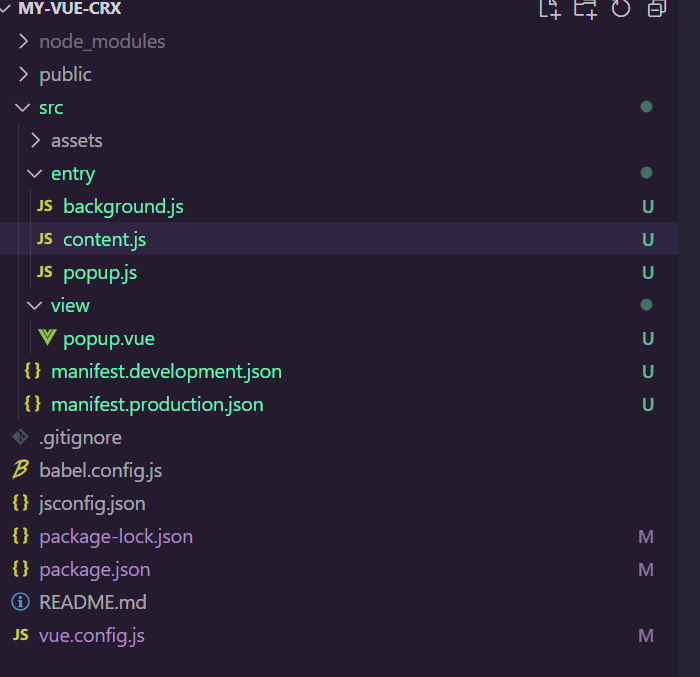 MY-VUE-CRX
node_modules
public
src
assets
entry
JS background.js U
JS content.js U
JS popup.js U
view
popup.vue U
{} manifest.development.json U
{} manifest.production.json U
.gitignore
B babel.config.js
{} jsconfig.json
{} package-lock.json M
{} package.json M
README.md
JS vue.config.js M